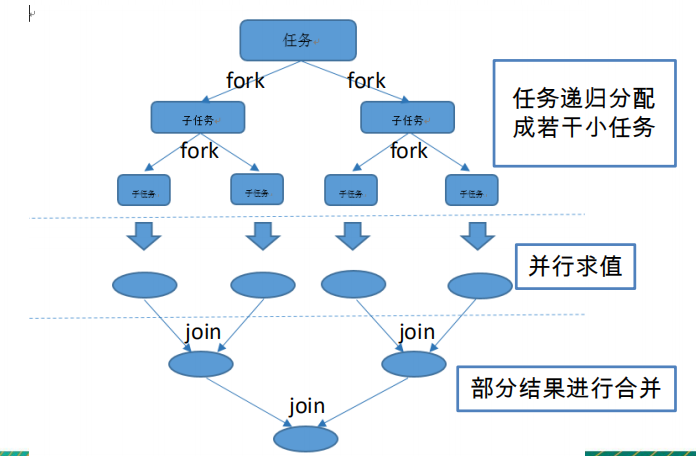 任务
fork
fork
任务递归分配
成若干小任务
子任务
子任务
fork
fork
子任务
子任务
子任务
子任务
并行求值
join
join
部分结果进行合并
join